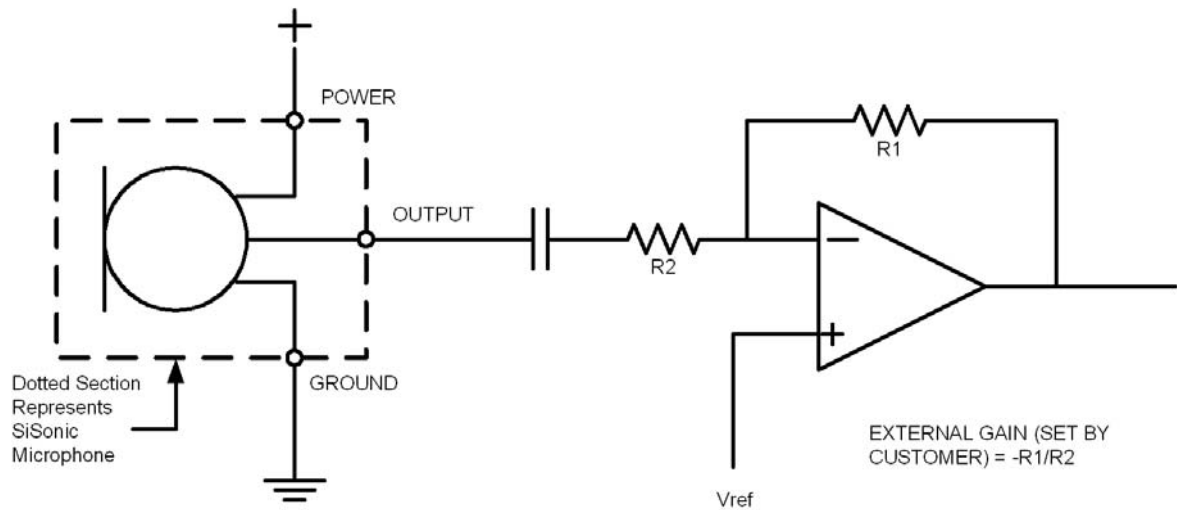 POWER
R1
OUTPUT
R2
GROUND
Dotted Section
Represents
SiSonic
Microphone
EXTERNAL GAIN (SET BY
CUSTOMER) = -R1/R2
Vref